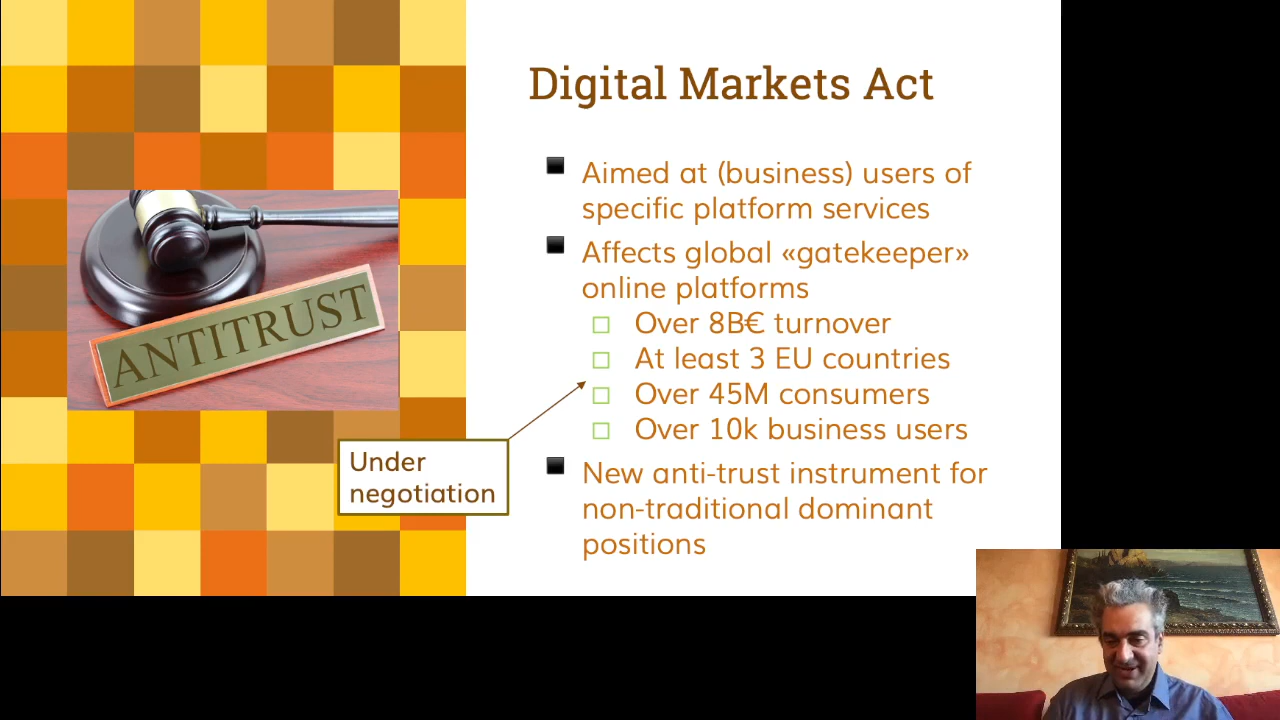 Digital Markets Act
Aimed at (business) users of
specific platform services
Affects global «gatekeeper»
online platforms
Over 8B€ turnover
At least 3 EU countries
Over 45M consumers
Over 10k business users
New anti-trust instrument for
non-traditional dominant
positions
Under
negotiation
ANTITRUST